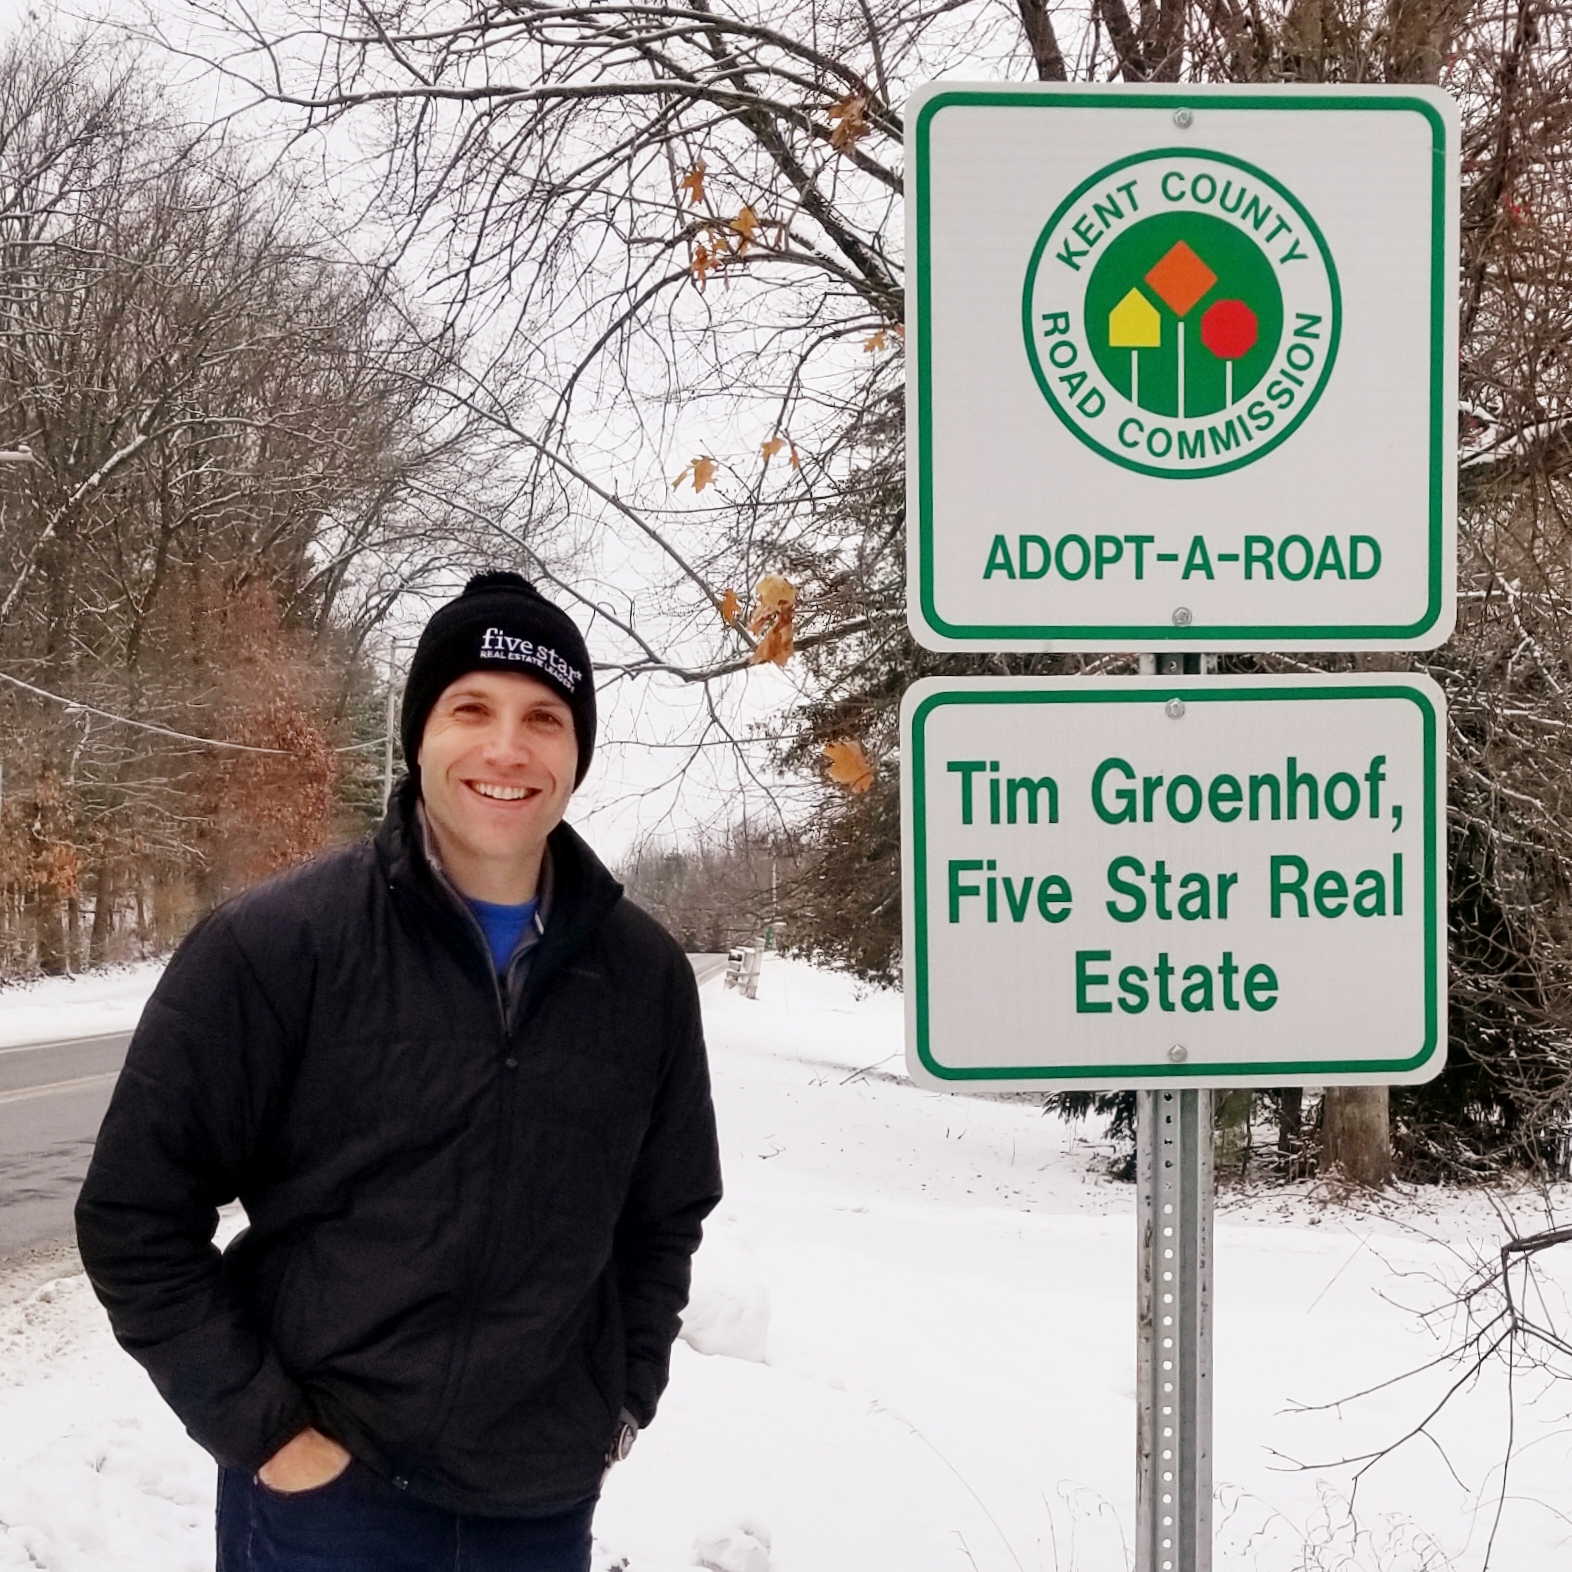 KENT COUNTY
ROAD COMMISSION
ADOPT-A-ROAD
Tim Groenhof,
Five Star Real
Estate
five star
REAL ESTATE LEADERS